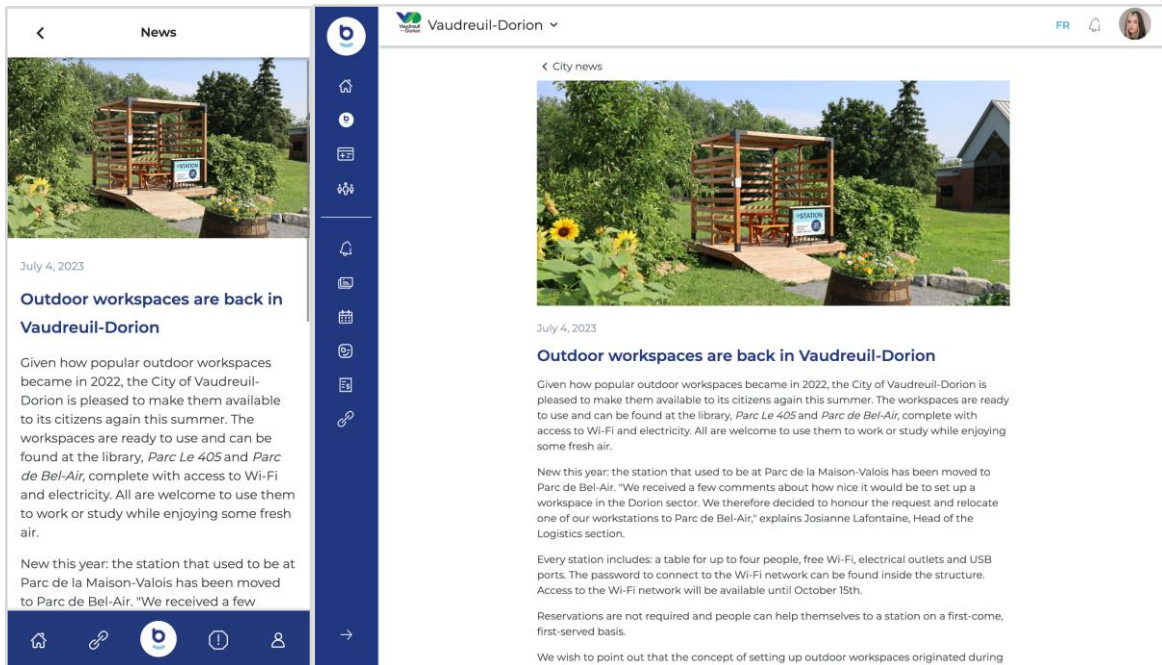 News
STATION
July 4, 2023
Outdoor workspaces are back in
Vaudreuil-Dorion
Given how popular outdoor workspaces
became in 2022, the City of Vaudreuil-
Dorion is pleased to make them available
to its citizens again this summer. The
workspaces are ready to use and can be
found at the library, Parc Le 405 and Parc
de Bel-Air, complete with access to Wi-Fi
and electricity. All are welcome to use them
to work or study while enjoying some fresh
air.
New this year: the station that used to be at
Parc de la Maison-Valois has been moved
to Parc de Bel-Air. "We received a few
b
b
Vaudreuil
-Dorion
Vaudreuil-Dorion
FR
City news
STATION
July 4, 2023
Outdoor workspaces are back in Vaudreuil-Dorion
Given how popular outdoor workspaces became in 2022, the City of Vaudreuil-Dorion is
pleased to make them available to its citizens again this summer. The workspaces are ready
to use and can be found at the library, Parc Le 405 and Parc de Bel-Air, complete with
access to Wi-Fi and electricity. All are welcome to use them to work or study while enjoying
some fresh air.
New this year: the station that used to be at Parc de la Maison-Valois has been moved to
Parc de Bel-Air. "We received a few comments about how nice it would be to set up a
workspace in the Dorion sector. We therefore decided to honour the request and relocate
one of our workstations to Parc de Bel-Air," explains Josianne Lafontaine, Head of the
Logistics section.
Every station includes: a table for up to four people, free Wi-Fi, electrical outlets and USB
ports. The password to connect to the Wi-Fi network can be found inside the structure.
Access to the Wi-Fi network will be available until October 15th.
Reservations are not required and people can help themselves to a station on a first-come,
first-served basis.
We wish to point out that the concept of setting up outdoor workspaces originated during